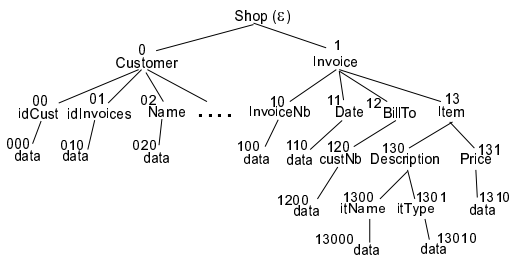 Shop (ε)
0 1
Customer Invoice
00 01 02 10 11 12 13
idCust idInvoices Name .... InvoiceNb Date BillTo Item
000 010 020 100 110 120 130 131
data data data data data custNb Description Price
1200 1300 1301 1310
data itName itType data
13000 13010
data data